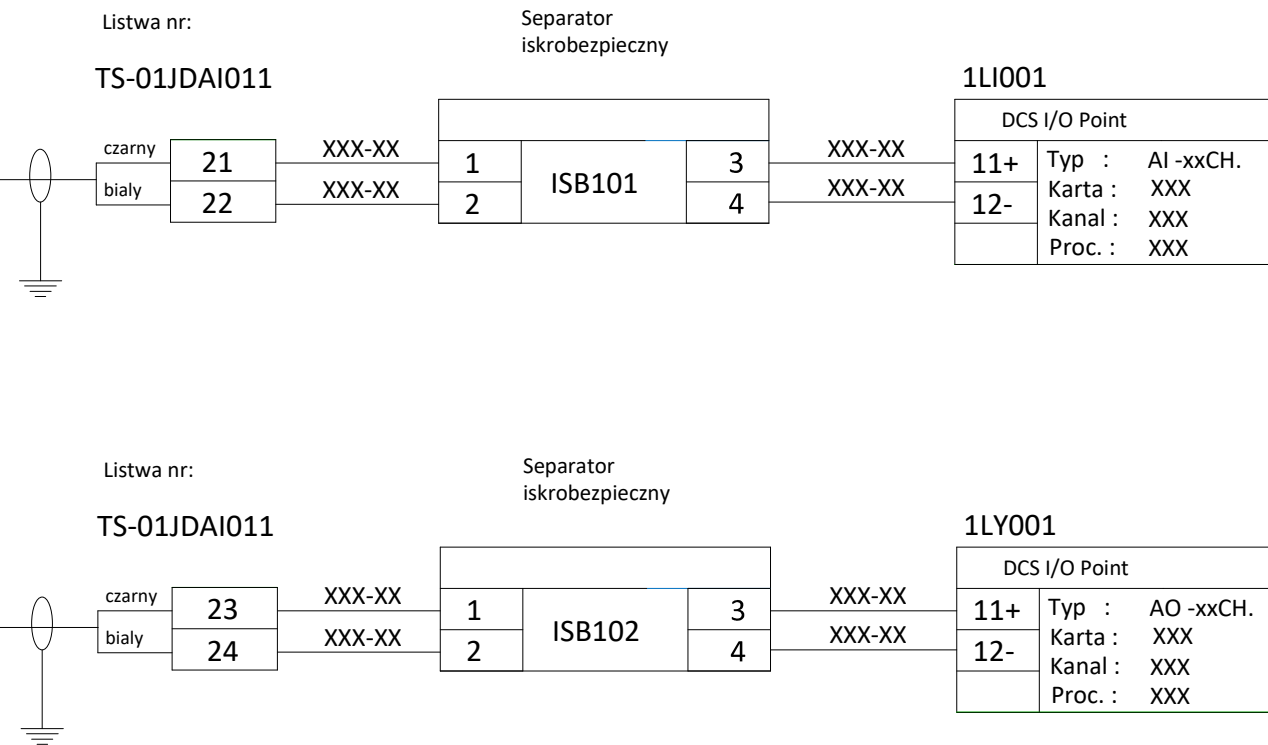 Listwa nr:
Separator
iskrobezpieczny
TS-01JDAI011
1LI001
DCS I/O Point
czarny
21
XXX-XX
1
ISB101
3
XXX-XX
11+
Typ : AI -xxCH.
bialy
22
XXX-XX
2
4
XXX-XX
12-
Karta : XXX
Kanal : XXX
Proc. : XXX
Listwa nr:
Separator
iskrobezpieczny
TS-01JDAI011
1LY001
DCS I/O Point
czarny
23
XXX-XX
1
ISB102
3
XXX-XX
11+
Typ : AO -xxCH.
bialy
24
XXX-XX
2
4
XXX-XX
12-
Karta : XXX
Kanal : XXX
Proc. : XXX